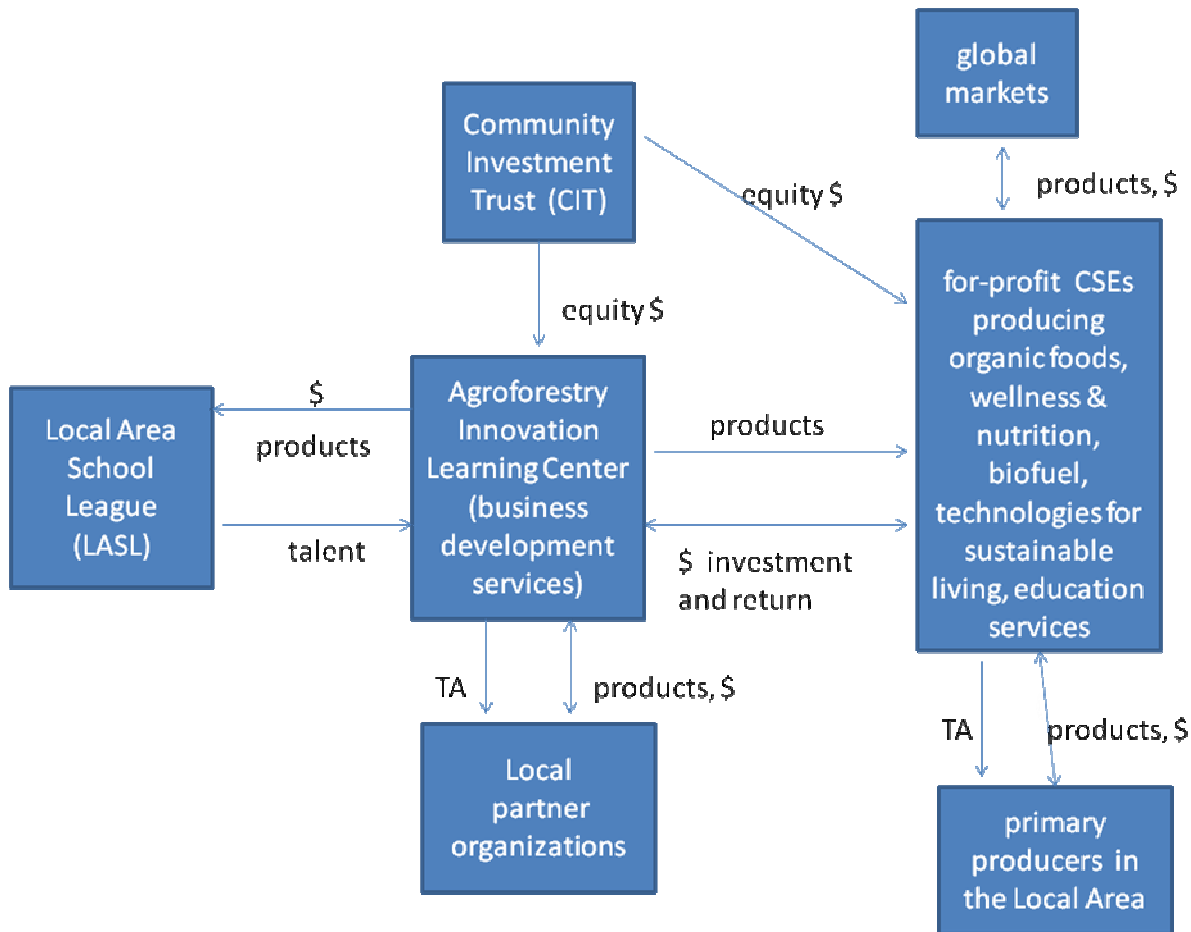 global
markets
Community
Investment
Trust (CIT)
equity $
products, $
equity $
for-profit CSEs
producing
organic foods,
wellness &
nutrition,
biofuel,
technologies for
sustainable
living, education
services
Local Area
School
League
(LASL)
$
products
talent
Agroforestry
Innovation
Learning Center
(business
development
services)
products
$ investment
and return
TA
products, $
Local
partner
organizations
TA
products, $
primary
producers in
the Local Area